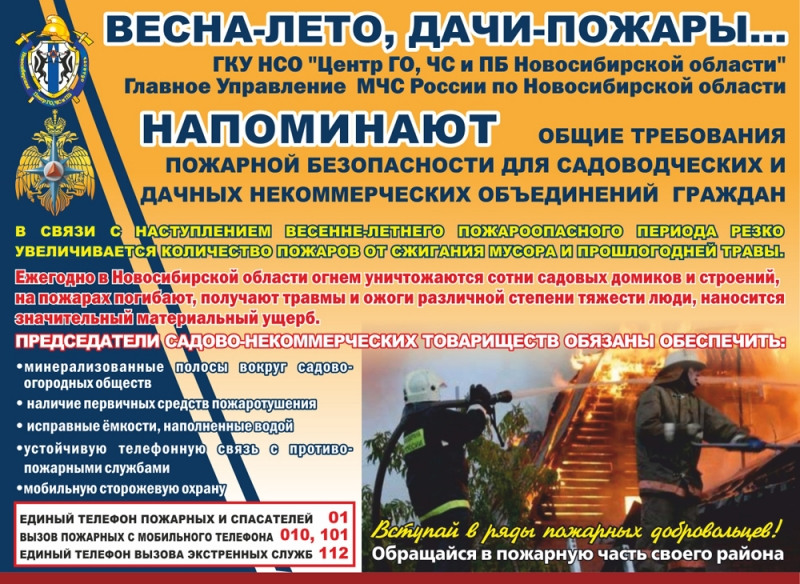 ВЕСНА-ЛЕТО, ДАЧИ-ПОЖАРЫ...
ГКУ НСО "Центр ГО, ЧС и ПБ Новосибирской области"
Главное Управление МЧС России по Новосибирской области
НАПОМИНАЮТ ОБЩИЕ ТРЕБОВАНИЯ
ПОЖАРНОЙ БЕЗОПАСНОСТИ ДЛЯ САДОВОДЧЕСКИХ И
ДАЧНЫХ НЕКОММЕРЧЕСКИХ ОБЪЕДИНЕНИЙ ГРАЖДАН
В СВЯЗИ С НАСТУПЛЕНИЕМ ВЕСЕННЕ-ЛЕТНЕГО ПОЖАРООПАСНОГО ПЕРИОДА РЕЗКО
УВЕЛИЧИВАЕТСЯ КОЛИЧЕСТВО ПОЖАРОВ ОТ СЖИГАНИЯ МУСОРА И ПРОШЛОГОДНЕЙ ТРАВЫ.
Ежегодно в Новосибирской области огнем уничтожаются сотни садовых домиков и строений,
на пожарах погибают, получают травмы и ожоги различной степени тяжести люди, наносится
значительный материальный ущерб.
ПРЕДСЕДАТЕЛИ САДОВО-НЕКОММЕРЧЕСКИХ ТОВАРИЩЕСТВ ОБЯЗАНЫ ОБЕСПЕЧИТЬ:
•минерализованные полосы вокруг садово-
огородных обществ
• наличие первичных средств пожаротушения
• исправные ёмкости, наполненные водой
•устойчивую телефонную связь с противо-
пожарными службами
•мобильную сторожевую охрану
ЕДИНЫЙ ТЕЛЕФОН ПОЖАРНЫХ И СПАСАТЕЛЕЙ 01
ВЫЗОВ ПОЖАРНЫХ С МОБИЛЬНОГО ТЕЛЕФОНА 010, 101
ЕДИНЫЙ ТЕЛЕФОН ВЫЗОВА ЭКСТРЕННЫХ СЛУЖБ 112
Вступай в ряды пожарных добровольцев!
Обращайся в пожарную часть своего района